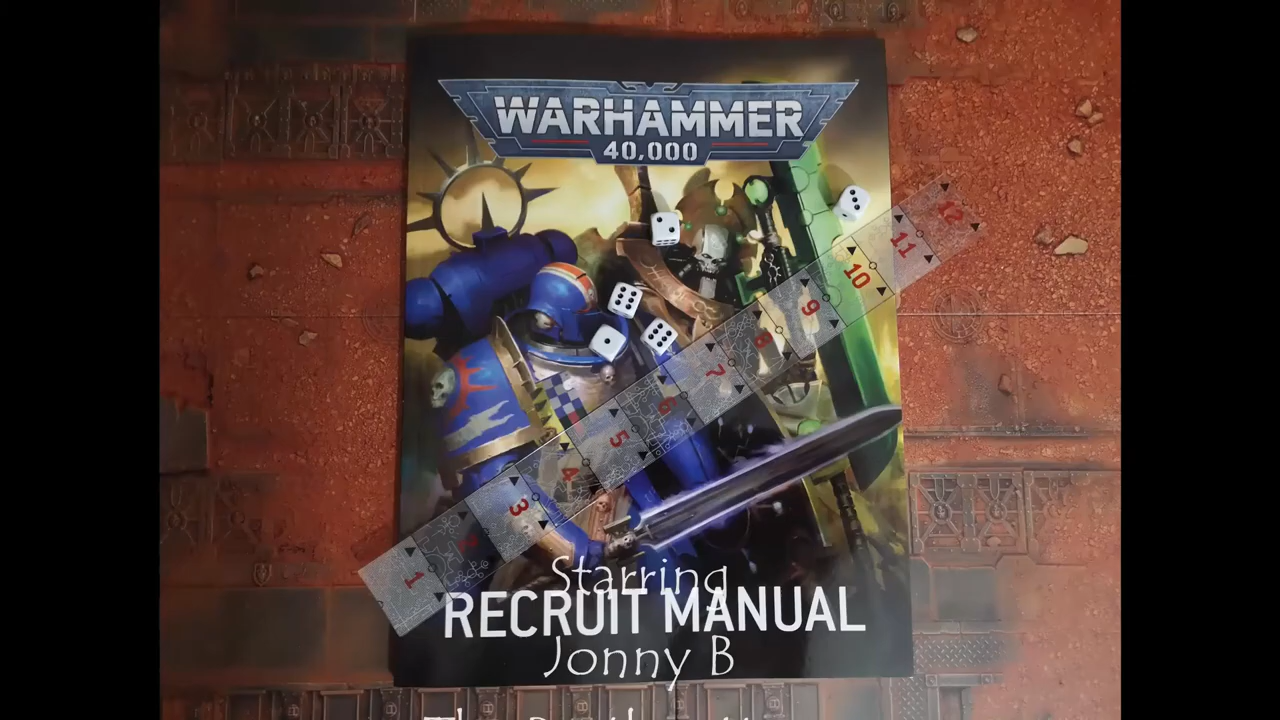 WARHAMMER
40,000
12
11
10
9
8
7
6
5
4
3
2
1
Starring
RECRUIT MANUAL
Jonny B
The